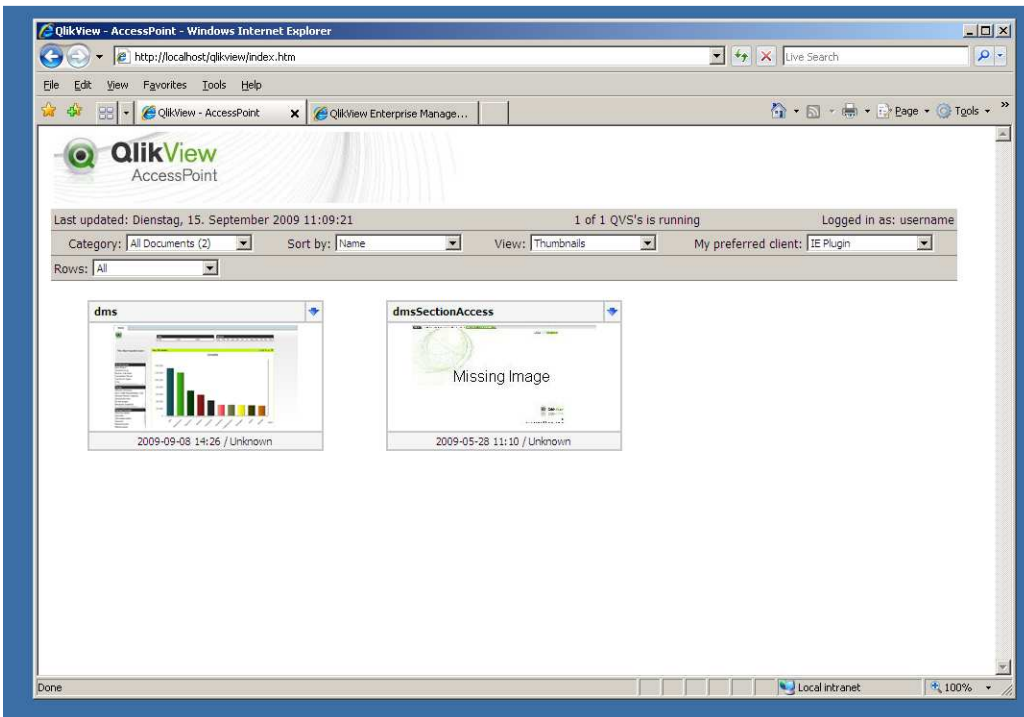 QlikView - AccessPoint - Windows Internet Explorer
http://localhost/qlikview/index.htm
Live Search
File Edit View Favorites Tools Help
QlikView - AccessPoint
QlikView Enterprise Manage...
Page Tools »
QlikView
AccessPoint
Last updated: Dienstag, 15. September 2009 11:09:21 1 of 1 QVS's is running Logged in as: username
Category: All Documents (2) Sort by: Name View: Thumbnails My preferred client: IE Plugin
Rows: All
dms dmsSectionAccess
Missing Image
2009-09-08 14:26 / Unknown 2009-05-28 11:10 / Unknown
Done Local intranet 100%